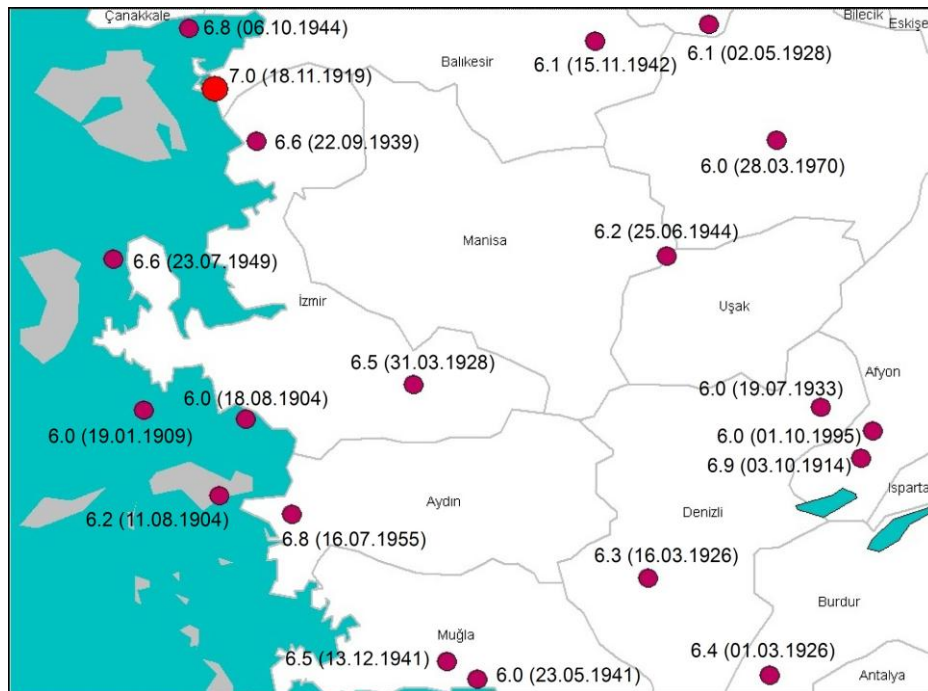 Çanakkale
Bilecik
Eskişe
6.8 (06.10.1944)
6.1 (15.11.1942)
6.1 (02.05.1928)
Balıkesir
7.0 (18.11.1919)
6.6 (22.09.1939)
6.0 (28.03.1970)
Manisa
6.2 (25.06.1944)
6.6 (23.07.1949)
İzmir
Uşak
6.5 (31.03.1928)
Afyon
6.0 (19.07.1933)
6.0 (18.08.1904)
6.0 (19.01.1909)
6.0 (01.10.1995)
6.9 (03.10.1914)
Isparta
Aydın
Denizli
6.2 (11.08.1904)
6.8 (16.07.1955)
6.3 (16.03.1926)
Burdur
Muğla
6.4 (01.03.1926)
6.5 (13.12.1941)
6.0 (23.05.1941)
Antalya